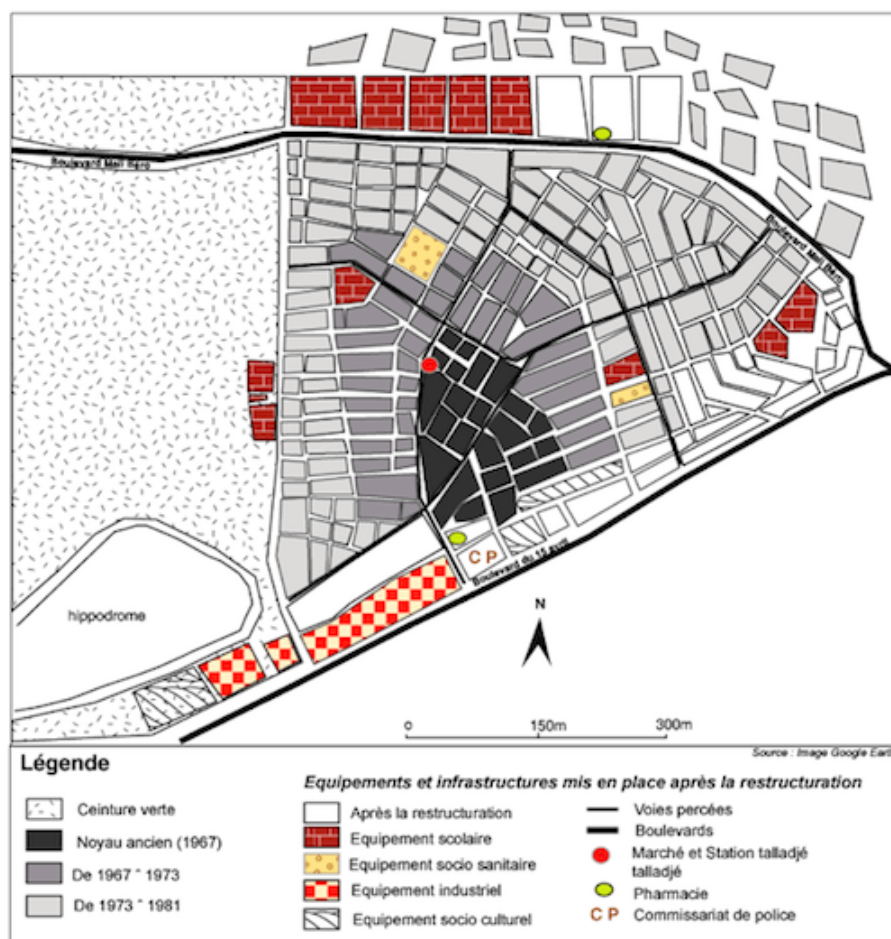 Boulevard Mali Béro
Boulevard Mali Béro
Boulevard du 15 avril
C P
hippodrome
N
o 150m 300m
Source : Image Google Eart
Légende
Ceinture verte
Noyau ancien (1967)
De 1967 ˆ 1973
De 1973 ˆ 1981
Equipements et infrastructures mis en place après la restructuration
Après la restructuration
Equipement scolaire
Equipement socio sanitaire
Equipement industriel
Equipement socio culturel
Voies percées
Boulevards
Marché et Station talladjé
talladjé
Pharmacie
C P Commissariat de police